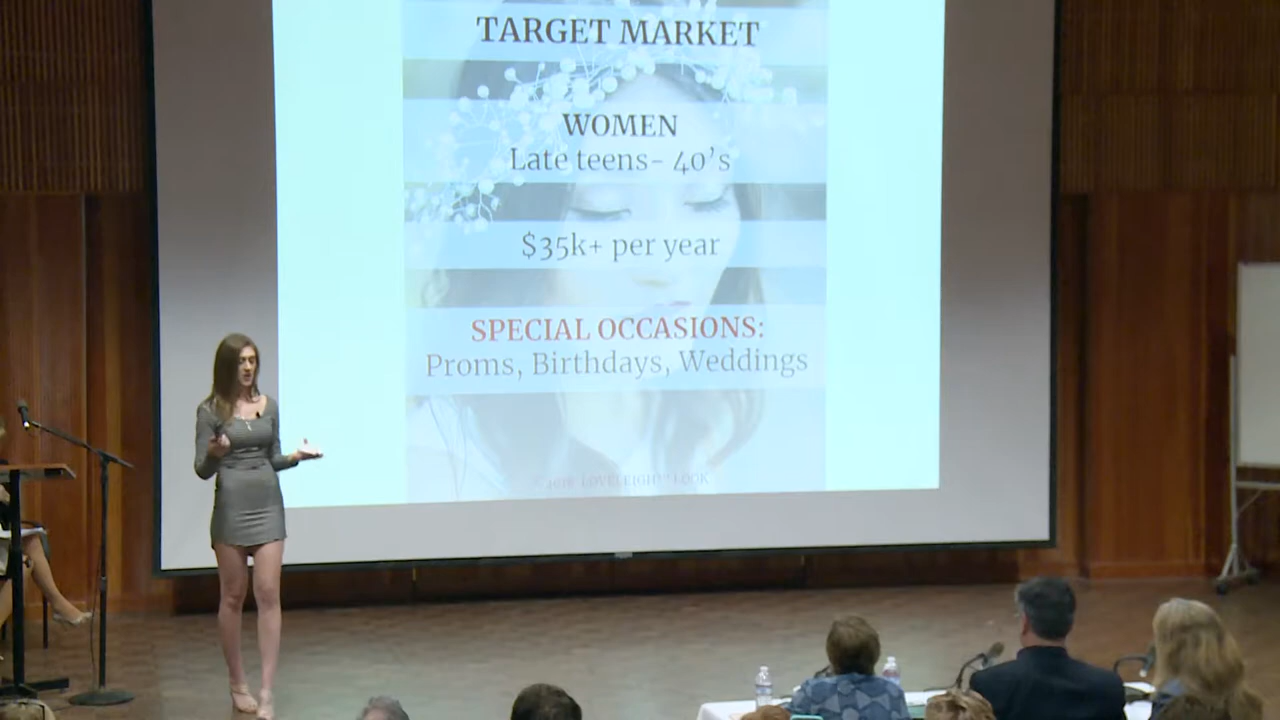 TARGET MARKET
WOMEN
Late teens- 40's
$35k+ per year
SPECIAL OCCASIONS:
Proms, Birthdays, Weddings